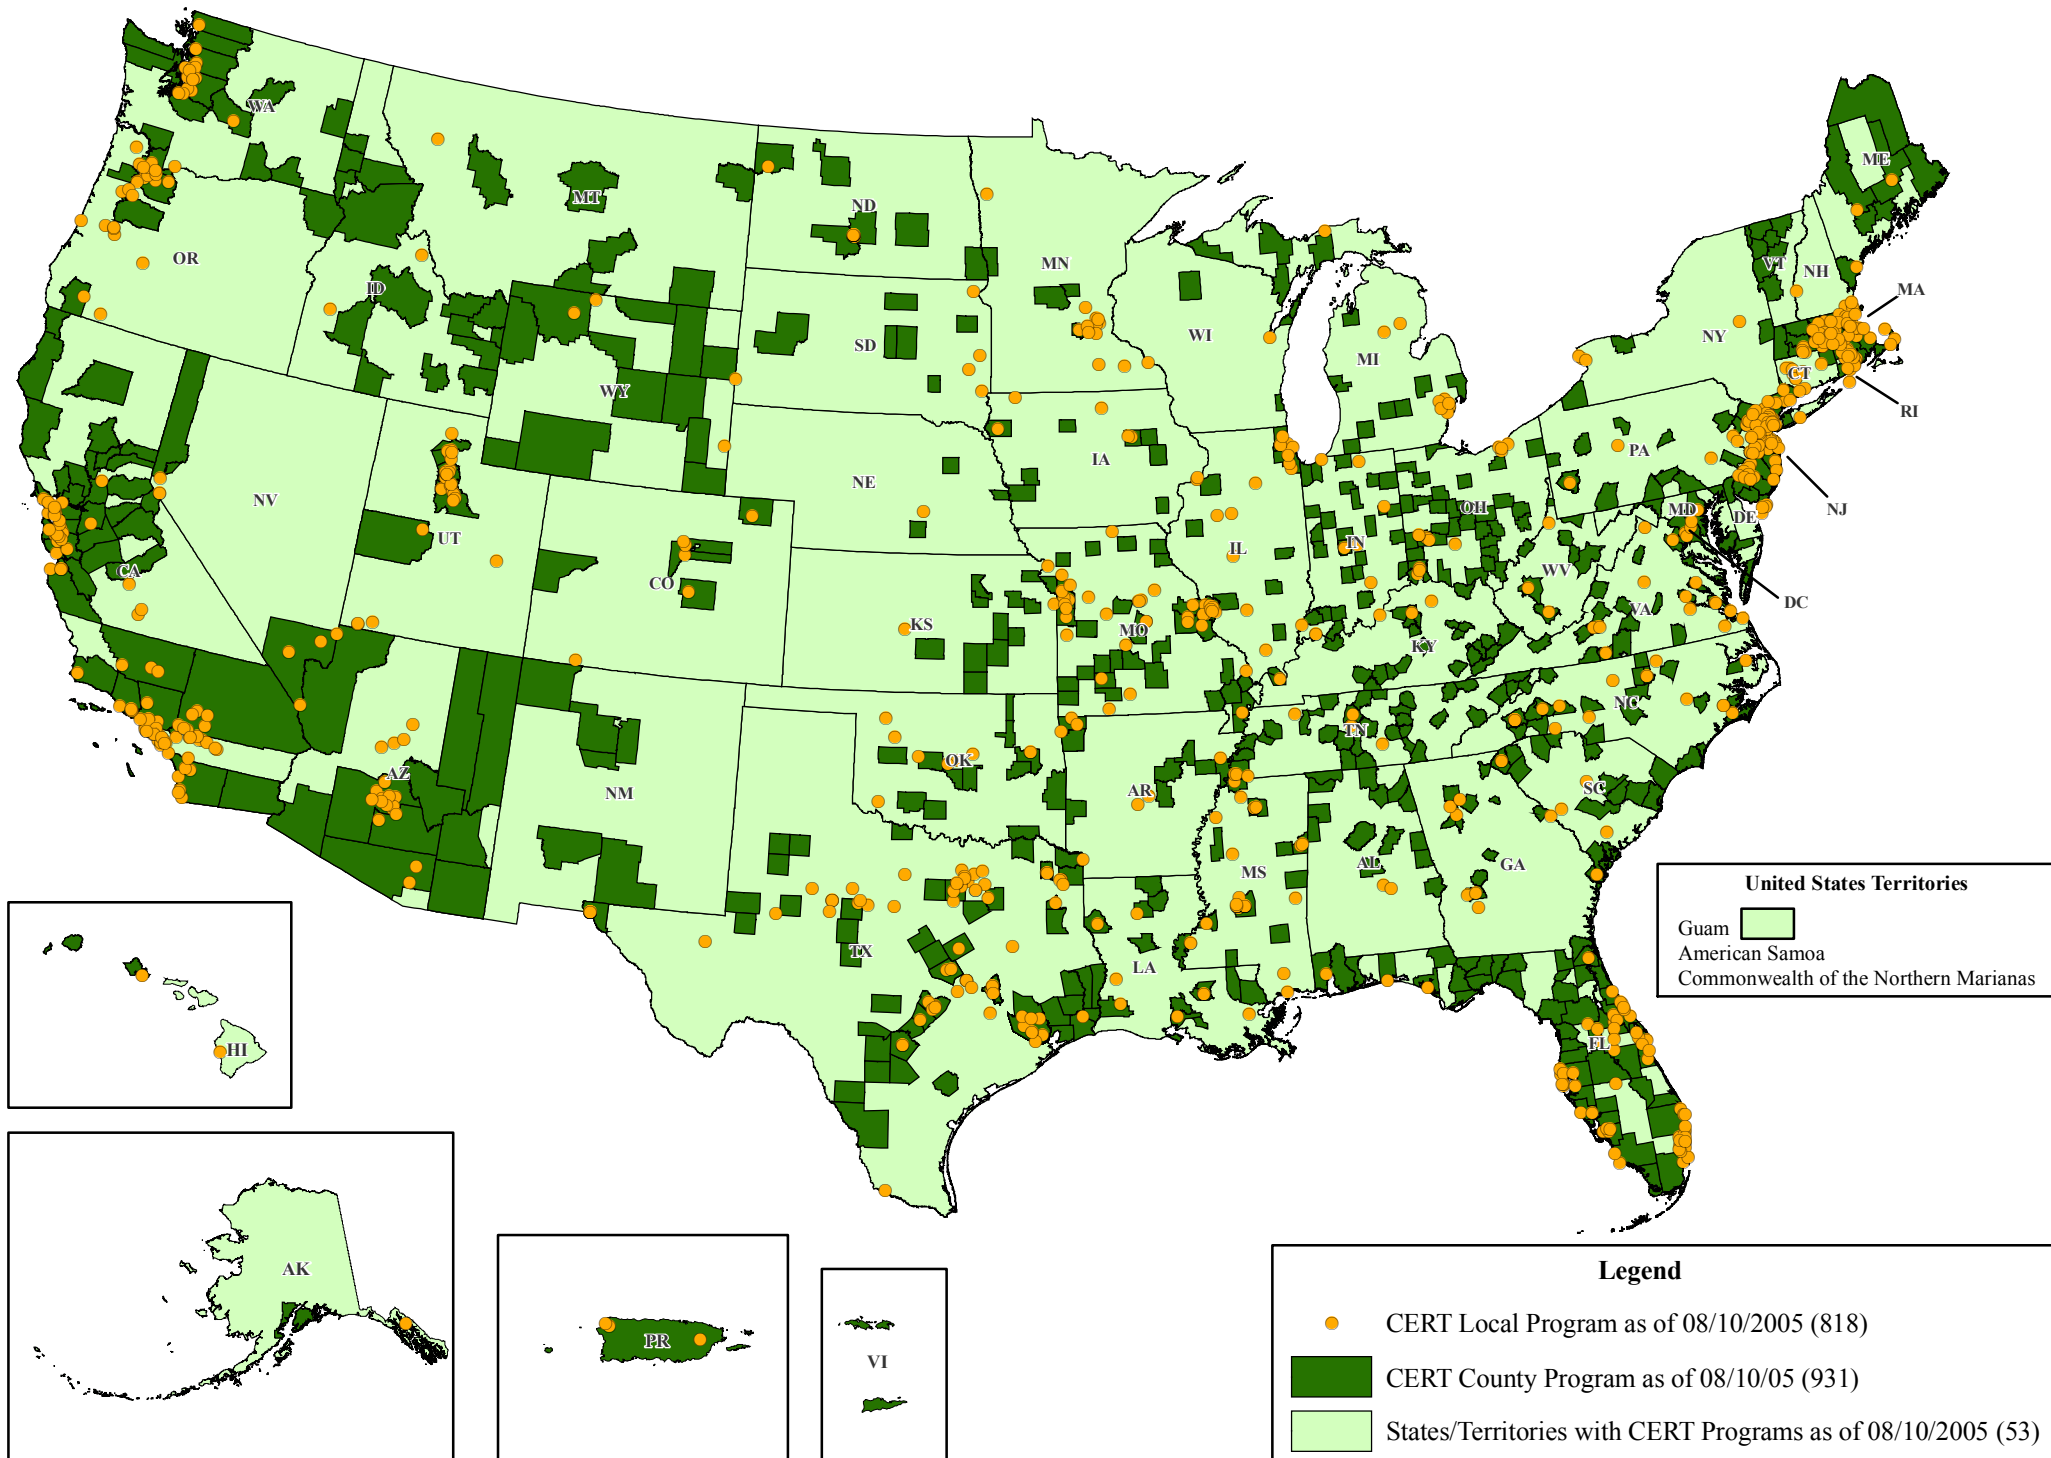 WA
ME
MT
ND
OR
MN
VT
NH
ID
MA
WI
NY
SD
MI
WY
CT
RI
PA
IA
NE
NV
OH
NJ
MD
DE
UT
IL
IN
CO
CA
WV
DC
VA
KS
MO
KY
NC
TN
OK
AZ
NM
AR
SC
MS
AL
GA
TX
LA
FL
HI
AK
PR
VI
United States Territories
Guam
American Samoa
Commonwealth of the Northern Marianas
Legend
CERT Local Program as of 08/10/2005 (818)
CERT County Program as of 08/10/05 (931)
States/Territories with CERT Programs as of 08/10/2005 (53)